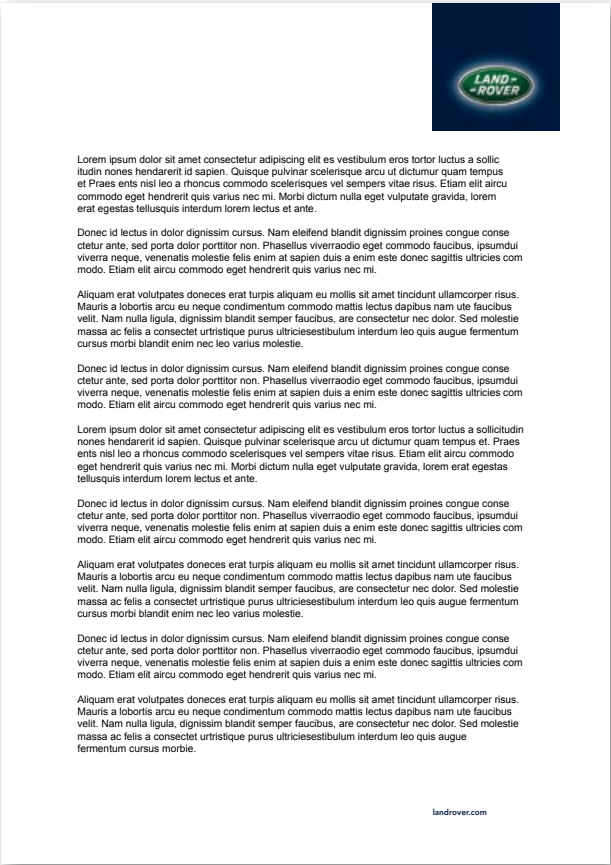 LAND-
-ROVER
Lorem ipsum dolor sit amet consectetur adipiscing elit es vestibulum eros tortor luctus a sollic
itudin nones hendarerit id sapien. Quisque pulvinar scelerisque arcu ut dictumur quam tempus
et Praes ents nisl leo a rhoncus commodo scelerisques vel sempers vitae risus. Etiam elit aircu
commodo eget hendrerit quis varius nec mi. Morbi dictum nulla eget vulputate gravida, lorem
erat egestas tellusquis interdum lorem lectus et ante.
Donec id lectus in dolor dignissim cursus. Nam eleifend blandit dignissim proines congue conse
ctetur ante, sed porta dolor porttitor non. Phasellus viverraodio eget commodo faucibus, ipsumdui
viverra neque, venenatis molestie felis enim at sapien duis a enim este donec sagittis ultricies com
modo. Etiam elit aircu commodo eget hendrerit quis varius nec mi.
Aliquam erat volutpates doneces erat turpis aliquam eu mollis sit amet tincidunt ullamcorper risus.
Mauris a lobortis arcu eu neque condimentum commodo mattis lectus dapibus nam ute faucibus
velit. Nam nulla ligula, dignissim blandit semper faucibus, are consectetur nec dolor. Sed molestie
massa ac felis a consectet urtristique purus ultriciesestibulum interdum leo quis augue fermentum
cursus morbi blandit enim nec leo varius molestie.
Donec id lectus in dolor dignissim cursus. Nam eleifend blandit dignissim proines congue conse
ctetur ante, sed porta dolor porttitor non. Phasellus viverraodio eget commodo faucibus, ipsumdui
viverra neque, venenatis molestie felis enim at sapien duis a enim este donec sagittis ultricies com
modo. Etiam elit aircu commodo eget hendrerit quis varius nec mi.
Lorem ipsum dolor sit amet consectetur adipiscing elit es vestibulum eros tortor luctus a sollicitudin
nones hendarerit id sapien. Quisque pulvinar scelerisque arcu ut dictumur quam tempus et. Praes
ents nisl leo a rhoncus commodo scelerisques vel sempers vitae risus. Etiam elit aircu commodo
eget hendrerit quis varius nec mi. Morbi dictum nulla eget vulputate gravida, lorem erat egestas
tellusquis interdum lorem lectus et ante.
Donec id lectus in dolor dignissim cursus. Nam eleifend blandit dignissim proines congue conse
ctetur ante, sed porta dolor porttitor non. Phasellus viverraodio eget commodo faucibus, ipsumdui
viverra neque, venenatis molestie felis enim at sapien duis a enim este donec sagittis ultricies com
modo. Etiam elit aircu commodo eget hendrerit quis varius nec mi.
Aliquam erat volutpates doneces erat turpis aliquam eu mollis sit amet tincidunt ullamcorper risus.
Mauris a lobortis arcu eu neque condimentum commodo mattis lectus dapibus nam ute faucibus
velit. Nam nulla ligula, dignissim blandit semper faucibus, are consectetur nec dolor. Sed molestie
massa ac felis a consectet urtristique purus ultriciesestibulum interdum leo quis augue fermentum
cursus morbi blandit enim nec leo varius molestie.
Donec id lectus in dolor dignissim cursus. Nam eleifend blandit dignissim proines congue conse
ctetur ante, sed porta dolor porttitor non. Phasellus viverraodio eget commodo faucibus, ipsumdui
viverra neque, venenatis molestie felis enim at sapien duis a enim este donec sagittis ultricies com
modo. Etiam elit aircu commodo eget hendrerit quis varius nec mi.
Aliquam erat volutpates doneces erat turpis aliquam eu mollis sit amet tincidunt ullamcorper risus.
Mauris a lobortis arcu eu neque condimentum commodo mattis lectus dapibus nam ute faucibus
velit. Nam nulla ligula, dignissim blandit semper faucibus, are consectetur nec dolor. Sed molestie
massa ac felis a consectet urtristique purus ultriciesestibulum interdum leo quis augue
fermentum cursus morbie.
landrover.com